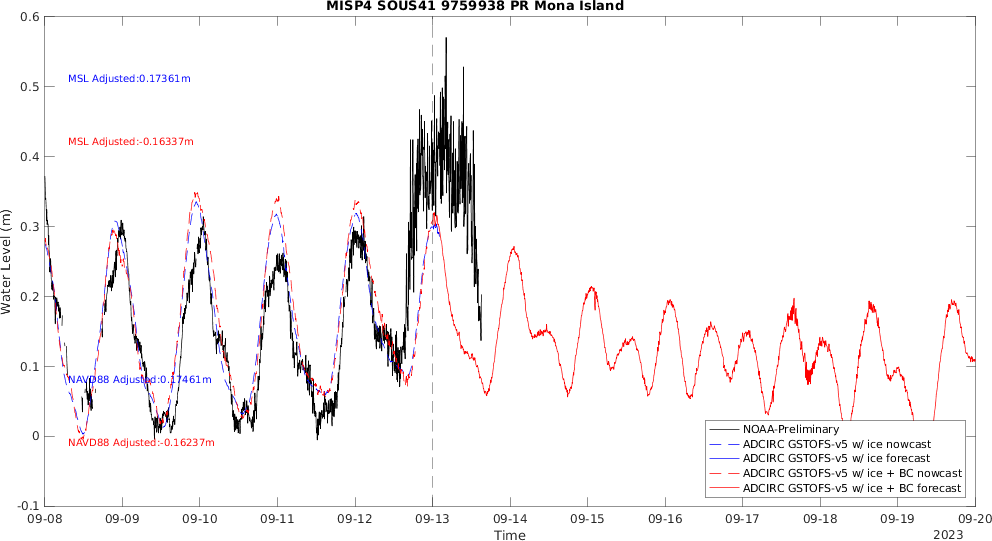 MISP4 SOUS41 9759938 PR Mona Island
0.6
0.5
0.4
0.3
0.2
0.1
0
-0.1
Water Level (m)
MSL Adjusted:0.17361m
MSL Adjusted:-0.16337m
NAVD88 Adjusted:0.17461m
NAVD88 Adjusted:-0.16237m
NOAA-Preliminary
ADCIRC GSTOFS-v5 w/ ice nowcast
ADCIRC GSTOFS-v5 w/ ice forecast
ADCIRC GSTOFS-v5 w/ ice + BC nowcast
ADCIRC GSTOFS-v5 w/ ice + BC forecast
09-08 09-09 09-10 09-11 09-12 09-13 09-14 09-15 09-16 09-17 09-18 09-19 09-20
Time
2023